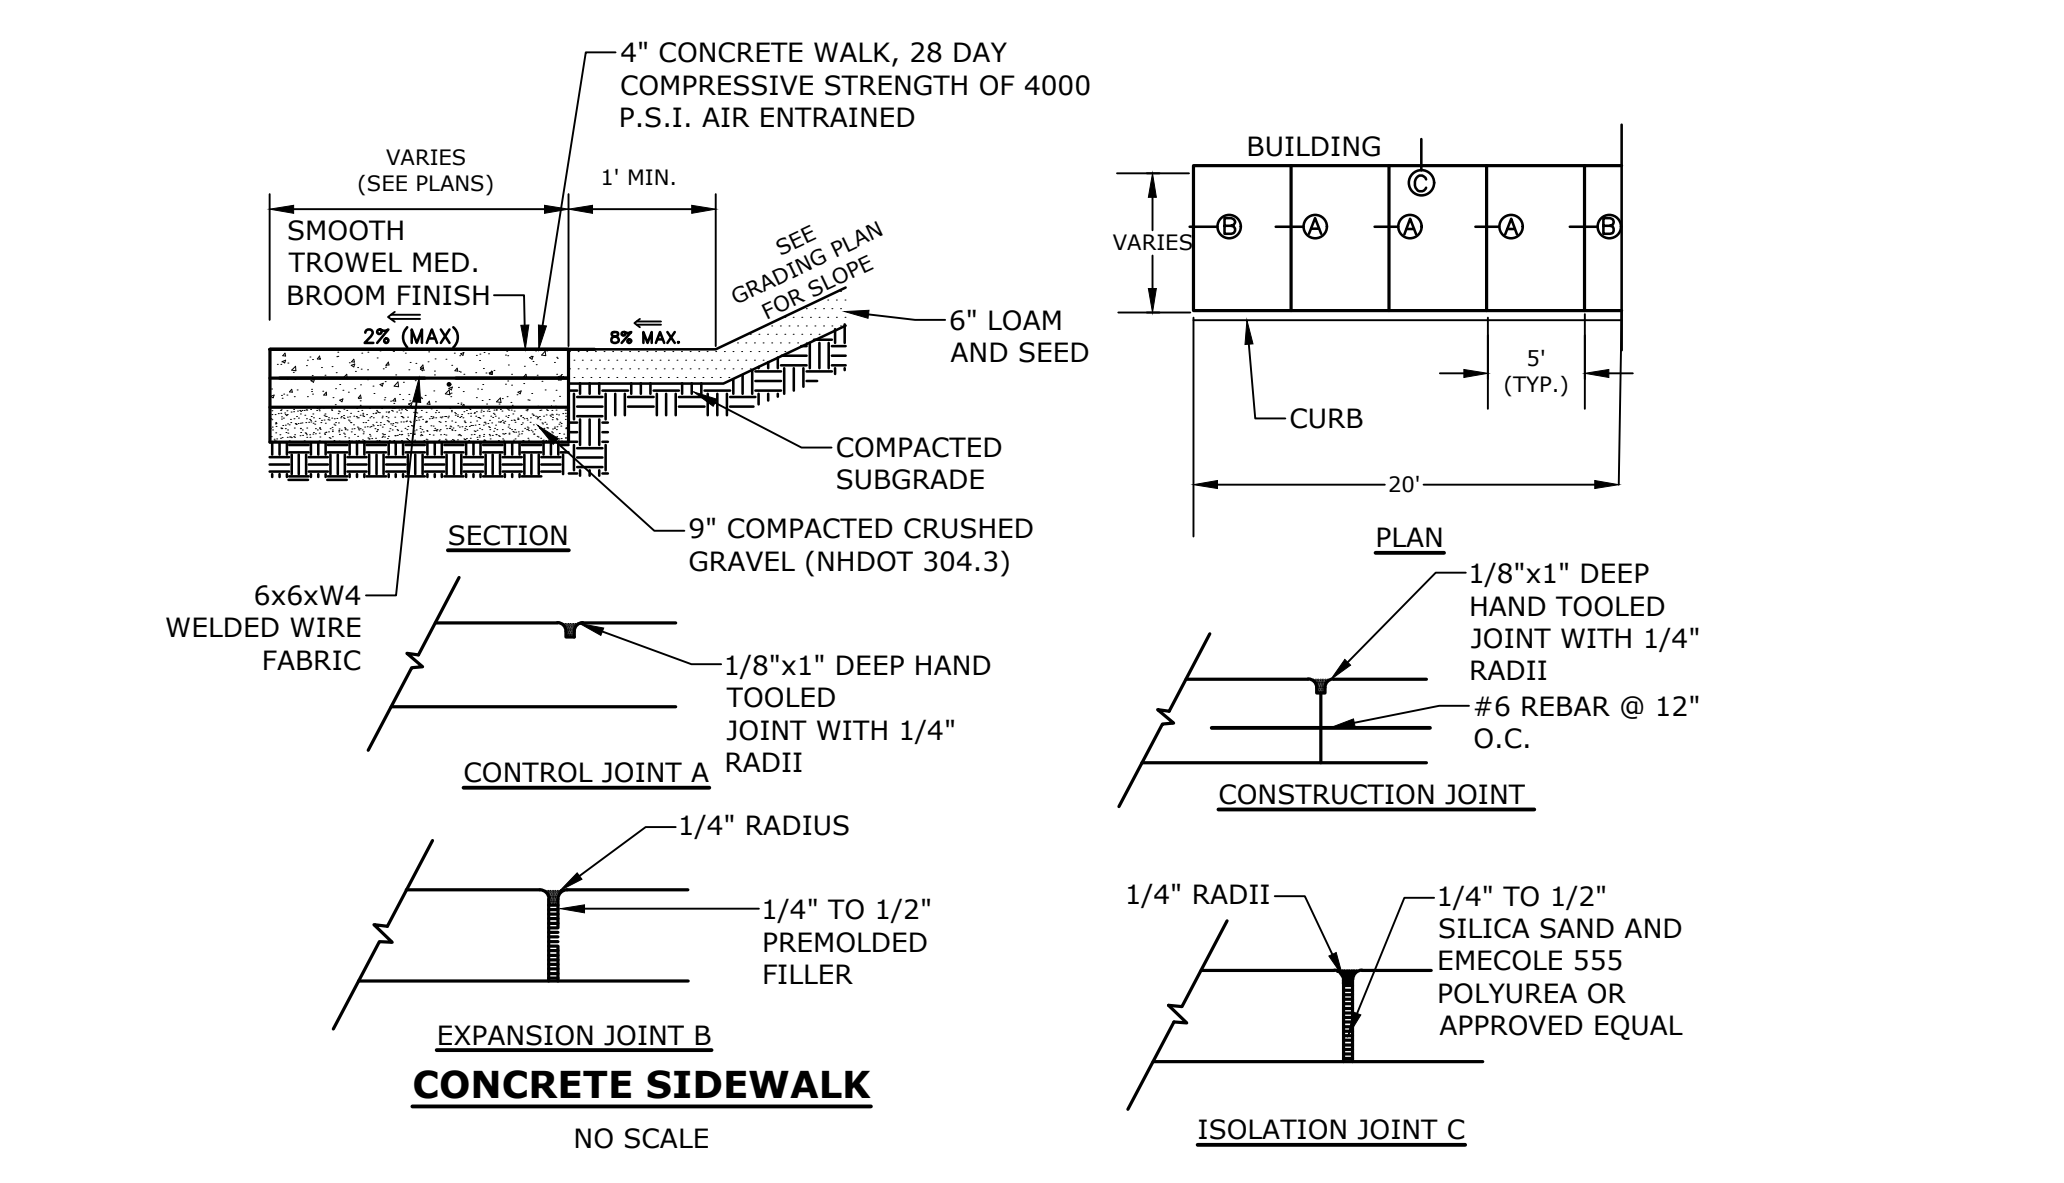 4" CONCRETE WALK, 28 DAY
COMPRESSIVE STRENGTH OF 4000
P.S.I. AIR ENTRAINED
VARIES
(SEE PLANS)
1' MIN.
SMOOTH
TROWEL MED.
BROOM FINISH
2% (MAX)
8% MAX.
SEE
GRADING PLAN
FOR SLOPE
6" LOAM
AND SEED
COMPACTED
SUBGRADE
9" COMPACTED CRUSHED
GRAVEL (NHDOT 304.3)
SECTION
6x6xW4
WELDED WIRE
FABRIC
BUILDING
C
B
A
A
A
B
VARIES
5'
(TYP.)
CURB
20'
PLAN
1/8"x1" DEEP HAND
TOOLED
JOINT WITH 1/4"
RADII
CONTROL JOINT A
1/8"x1" DEEP
HAND TOOLED
JOINT WITH 1/4"
RADII
#6 REBAR @ 12"
O.C.
CONSTRUCTION JOINT
1/4" RADIUS
1/4" TO 1/2"
PREMOLDED
FILLER
EXPANSION JOINT B
1/4" RADII
1/4" TO 1/2"
SILICA SAND AND
EMECOLE 555
POLYUREA OR
APPROVED EQUAL
ISOLATION JOINT C
CONCRETE SIDEWALK
NO SCALE